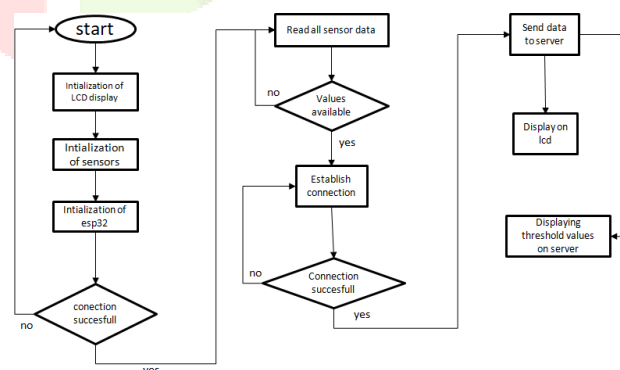 start
Intialization of
LCD display
Intialization
of sensors
Intialization of
esp32
conection
succesfull
no
yes
Read all sensor data
no
Values
available
yes
Establish
connection
no
Connection
succesfull
yes
Send data
to server
Display on
lcd
Displaying
threshold values
on server